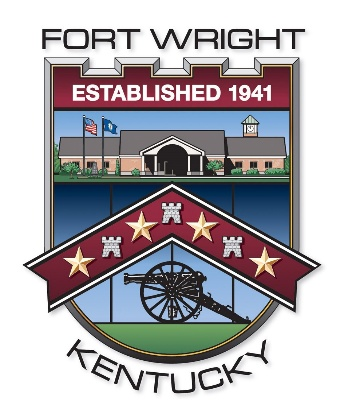 FORT WRIGHT
ESTABLISHED 1941
KENTUCKY